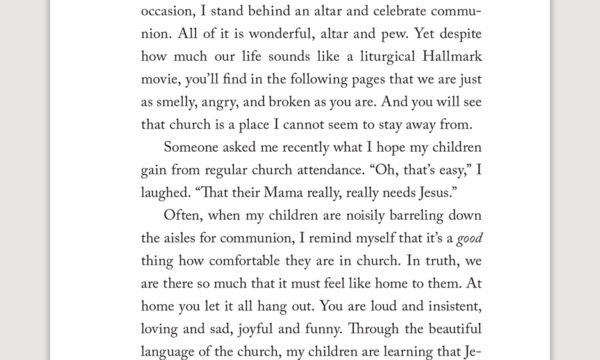 occasion, I stand behind an altar and celebrate commu-
nion. All of it is wonderful, altar and pew. Yet despite
how much our life sounds like a liturgical Hallmark
movie, you’ll find in the following pages that we are just
as smelly, angry, and broken as you are. And you will see
that church is a place I cannot seem to stay away from.
Someone asked me recently what I hope my children
gain from regular church attendance. “Oh, that’s easy,” I
laughed. “That their Mama really, really needs Jesus.”
Often, when my children are noisily barreling down
the aisles for communion, I remind myself that it’s a good
thing how comfortable they are in church. In truth, we
are there so much that it must feel like home to them. At
home you let it all hang out. You are loud and insistent,
loving and sad, joyful and funny. Through the beautiful
language of the church, my children are learning that Je-